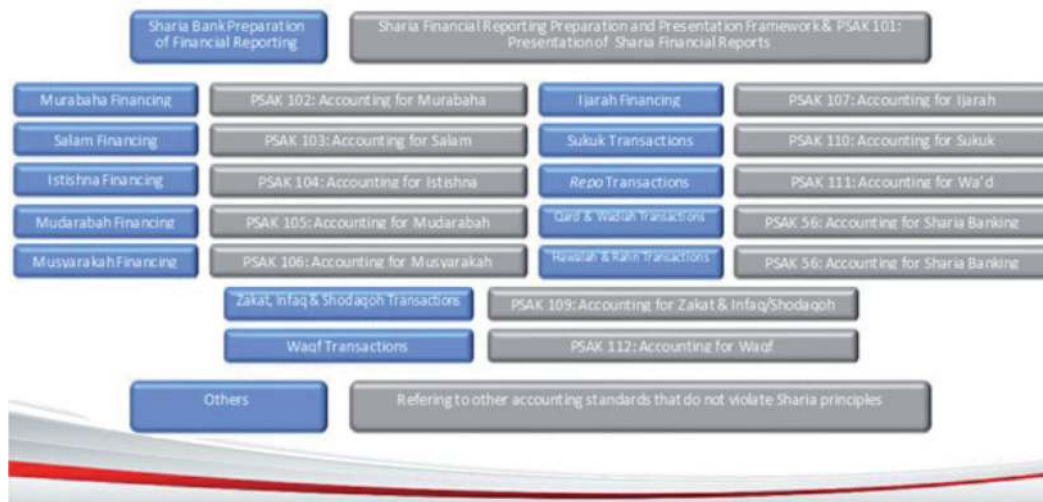 Sharia Bank Preparation
of Financial Reporting
Sharia Financial Reporting Preparation and Presentation Framework & PSAK 101:
Presentation of Sharia Financial Reports
Murabaha Financing
PSAK 102: Accounting for Murabaha
Ijarah Financing
PSAK 107: Accounting for Ijarah
Salam Financing
PSAK 103: Accounting for Salam
Sukuk Transactions
PSAK 110: Accounting for Sukuk
Istishna Financing
PSAK 104: Accounting for Istishna
Repo Transactions
PSAK 111: Accounting for Wa'd
Mudarabah Financing
PSAK 105: Accounting for Mudarabah
Qard & Wadiah Transactions
PSAK 56: Accounting for Sharia Banking
Musyarakah Financing
PSAK 106: Accounting for Musyarakah
Hawalah & Rahn Transactions
PSAK 56: Accounting for Sharia Banking
Zakat, Infaq & Shodaqoh Transactions
PSAK 109: Accounting for Zakat & Infaq/Shodaqoh
Waqf Transactions
PSAK 112: Accounting for Waqf
Others
Refering to other accounting standards that do not violate Sharia principles